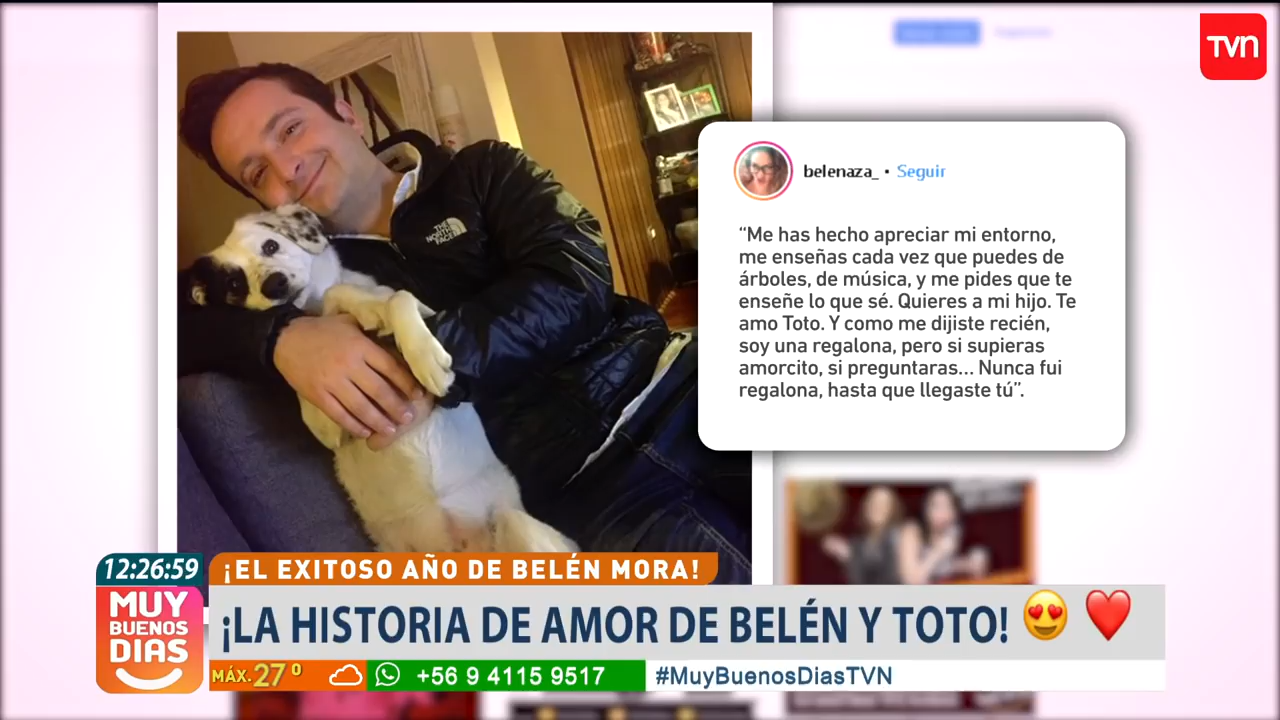 TVN
THE
NORTH
FACE
belenaza_ • Seguir
“Me has hecho apreciar mi entorno,
me enseñas cada vez que puedes de
árboles, de música, y me pides que te
enseñe lo que sé. Quieres a mi hijo. Te
amo Toto. Y como me dijiste recién,
soy una regalona, pero si supieras
amorcito, si preguntaras... Nunca fui
regalona, hasta que llegaste tú”.
12:26:59
¡EL EXITOSO AÑO DE BELÉN MORA!
MUY
BUENOS
DIAS
¡LA HISTORIA DE AMOR DE BELÉN Y TOTO! 😍 ❤️
MÁX. 27º
+56 9 4115 9517
#MuyBuenosDiasTVN